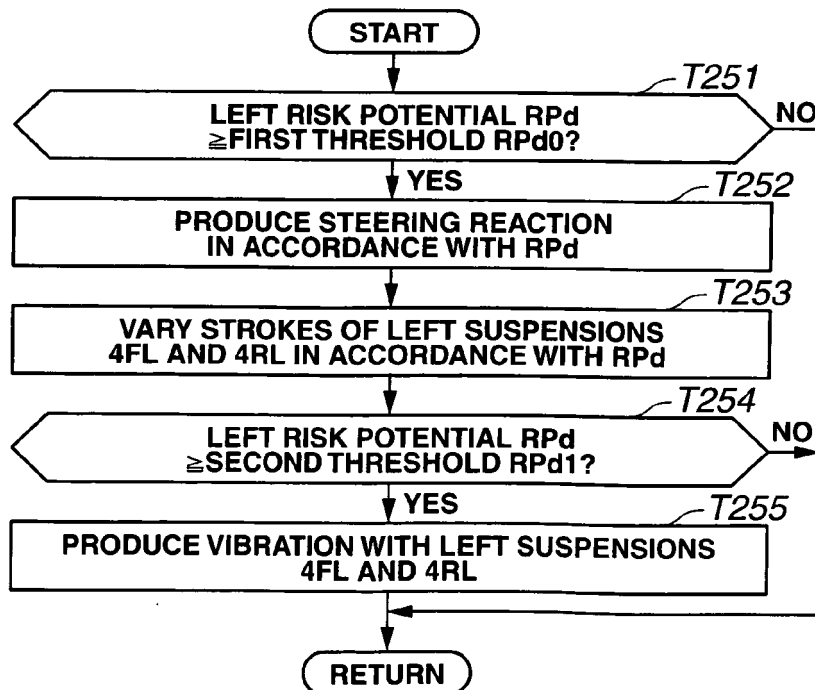 START
T251
LEFT RISK POTENTIAL RPd
≧FIRST THRESHOLD RPd0?
NO
YES
T252
PRODUCE STEERING REACTION
IN ACCORDANCE WITH RPd
T253
VARY STROKES OF LEFT SUSPENSIONS
4FL AND 4RL IN ACCORDANCE WITH RPd
T254
LEFT RISK POTENTIAL RPd
≧SECOND THRESHOLD RPd1?
NO
YES
T255
PRODUCE VIBRATION WITH LEFT SUSPENSIONS
4FL AND 4RL
RETURN